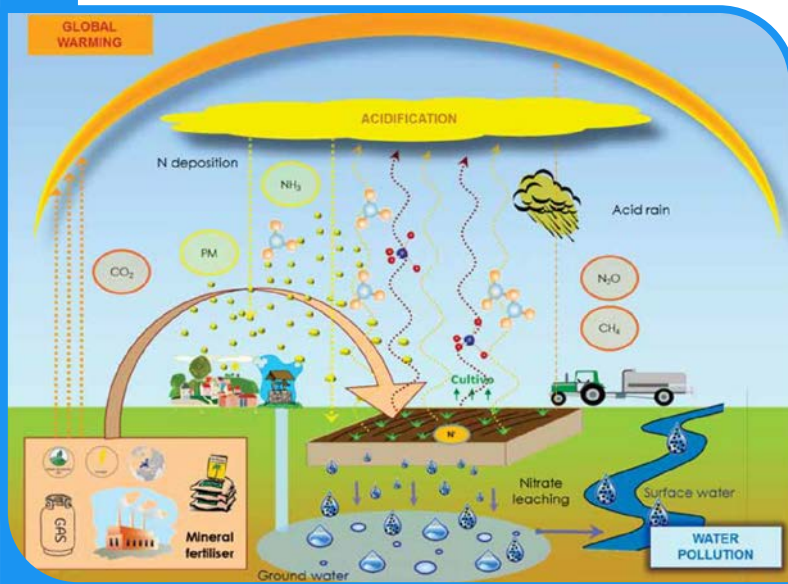 GLOBAL
WARMING
ACIDIFICATION
N deposition
NH₃
Acid rain
PM
CO₂
N₂O
CH₄
Cultivo
N
Nitrate
leaching
Surface water
GAS
Mineral
fertiliser
Ground water
WATER
POLLUTION